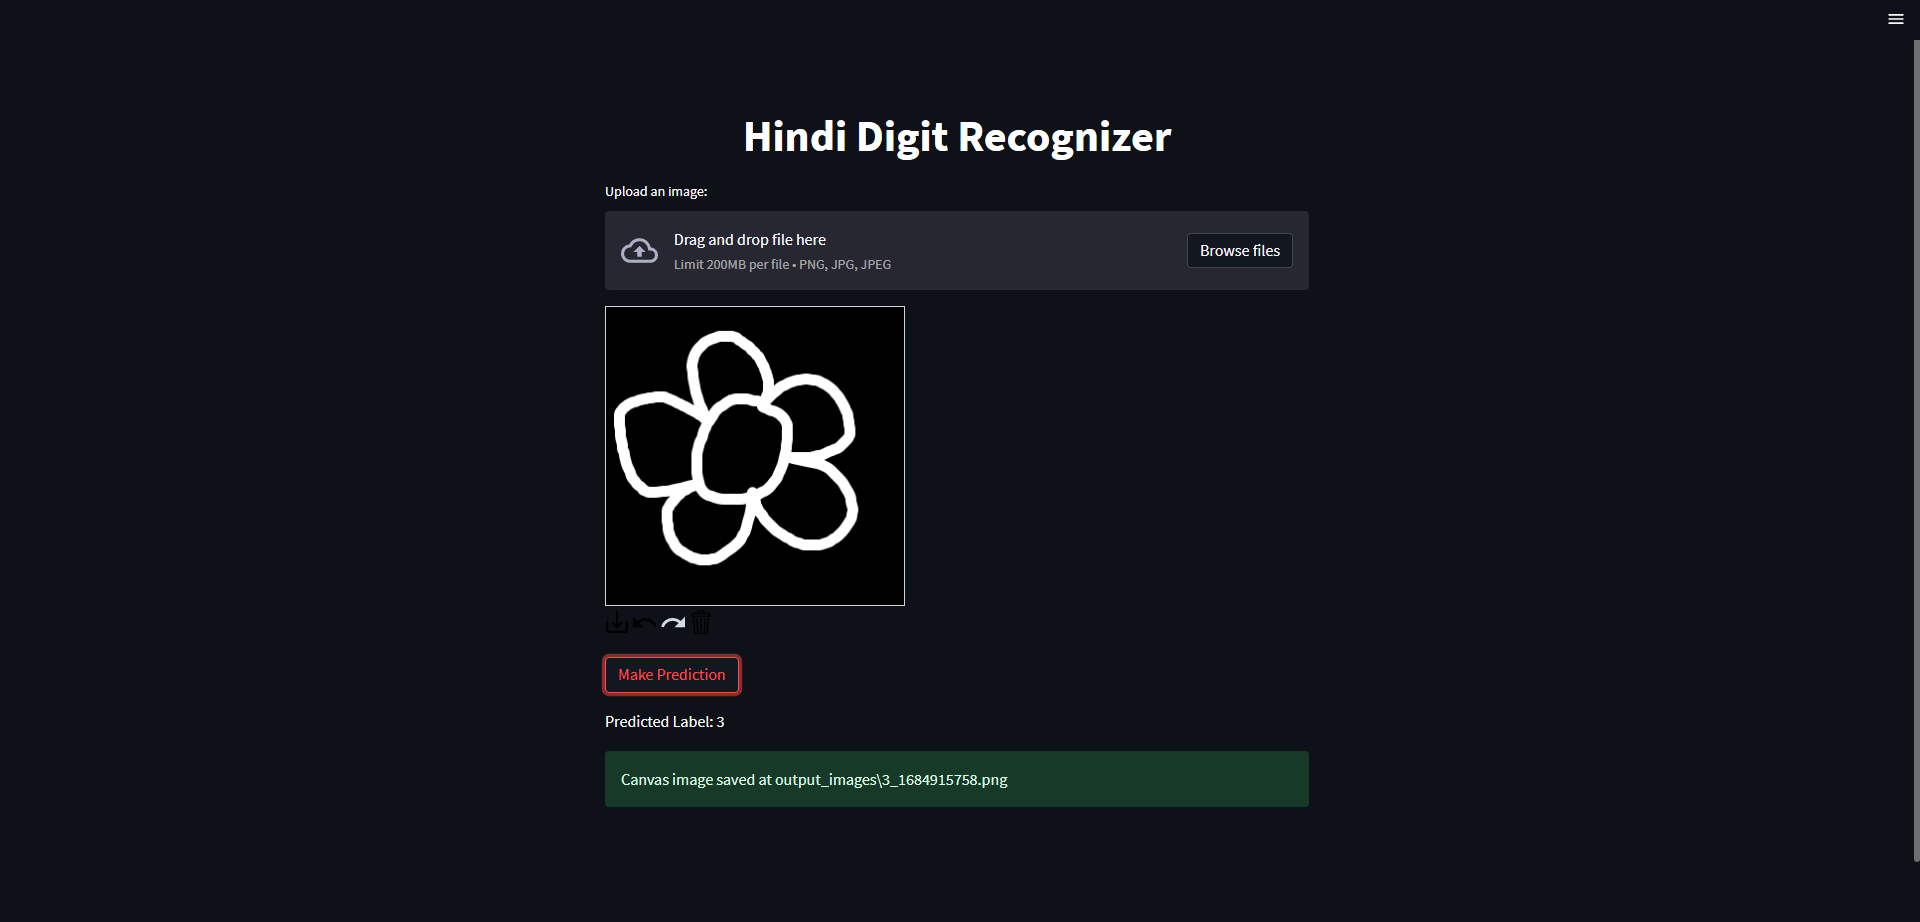 Hindi Digit Recognizer
Upload an image:
Drag and drop file here
Limit 200MB per file • PNG, JPG, JPEG
Browse files
Make Prediction
Predicted Label: 3
Canvas image saved at output_images\3_1684915758.png